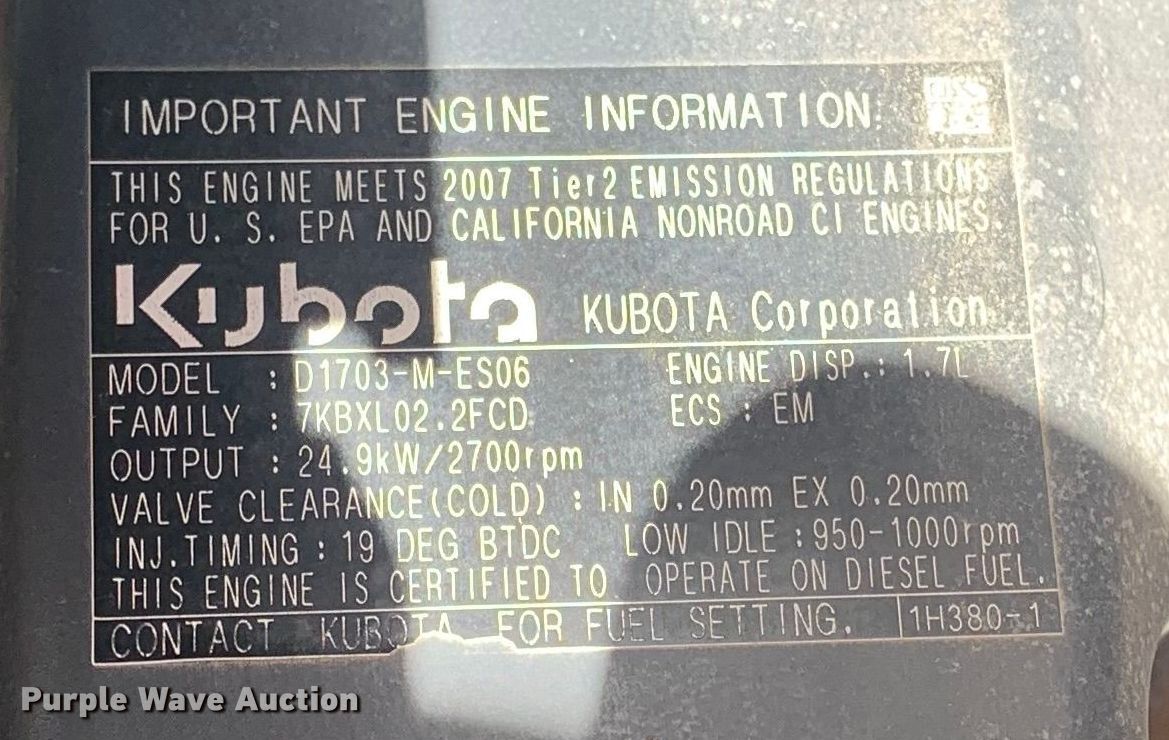 IMPORTANT ENGINE INFORMATION
THIS ENGINE MEETS 2007 Tier2 EMISSION REGULATIONS
FOR U. S. EPA AND CALIFORNIA NONROAD CI ENGINES.
Kubota KUBOTA Corporation
MODEL : D1703-M-ES06 ENGINE DISP.: 1.7L
FAMILY : 7KBXL02.2FCD ECS : EM
OUTPUT : 24.9kW/2700rpm
VALVE CLEARANCE(COLD) : IN 0.20mm EX 0.20mm
INJ.TIMING : 19 DEG BTDC LOW IDLE :950-1000rpm
THIS ENGINE IS CERTIFIED TO OPERATE ON DIESEL FUEL.
CONTACT KUBOTA FOR FUEL SETTING. 1H380-1
Purple Wave Auction